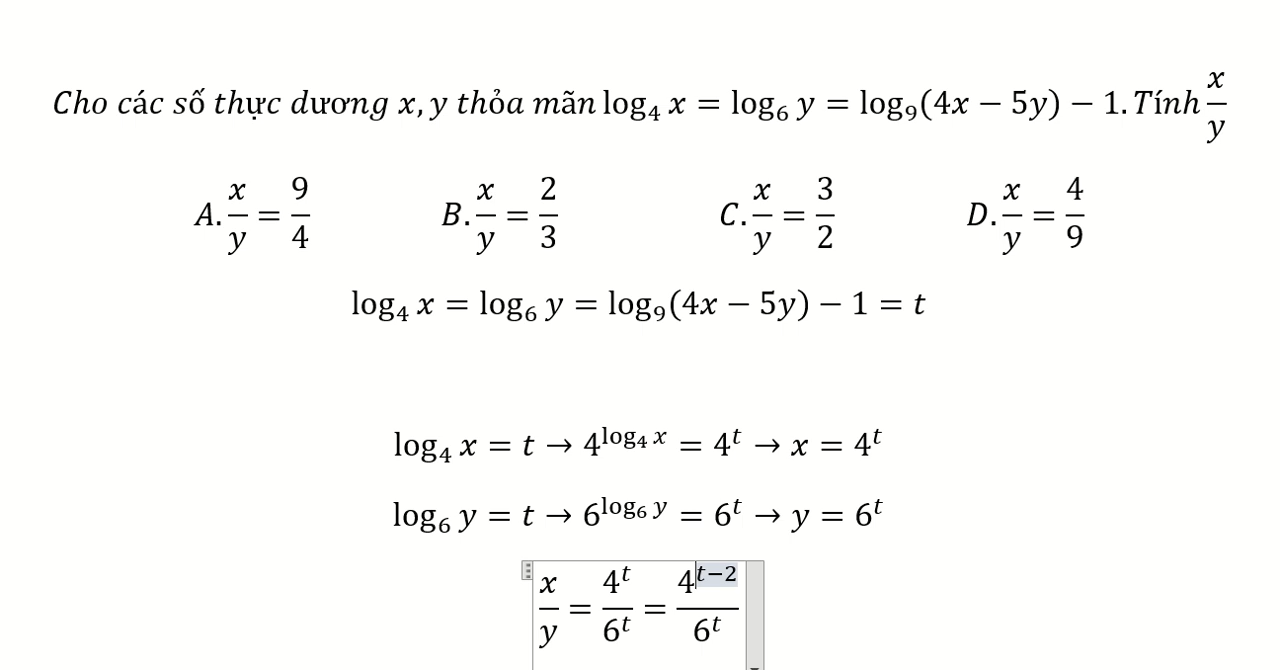 Cho các số thực dương x, y thỏa mãn log₄ x = log₆ y = log₉(4x − 5y) − 1. Tính x/y
A. x/y = 9/4 B. x/y = 2/3 C. x/y = 3/2 D. x/y = 4/9
log₄ x = log₆ y = log₉(4x − 5y) − 1 = t
log₄ x = t → 4^(log₄ x) = 4^t → x = 4^t
log₆ y = t → 6^(log₆ y) = 6^t → y = 6^t
x/y = 4^t/6^t = 4^(t−2)/6^t